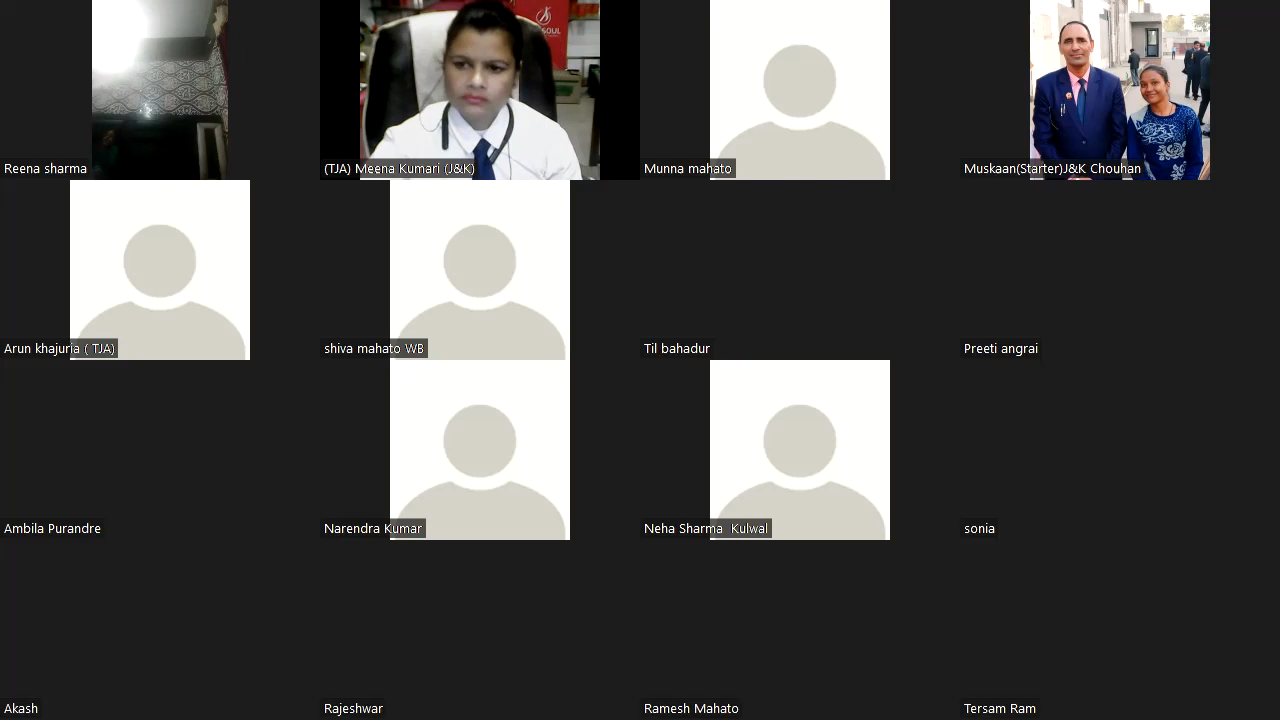 SOUL
Reena sharma
(TJA) Meena Kumari (J&K)
Munna mahato
Muskaan(Starter)J&K Chouhan
Arun khajuria ( TJA)
shiva mahato WB
Til bahadur
Preeti angrai
Ambila Purandre
Narendra Kumar
Neha Sharma  Kulwal
sonia
Akash
Rajeshwar
Ramesh Mahato
Tersam Ram